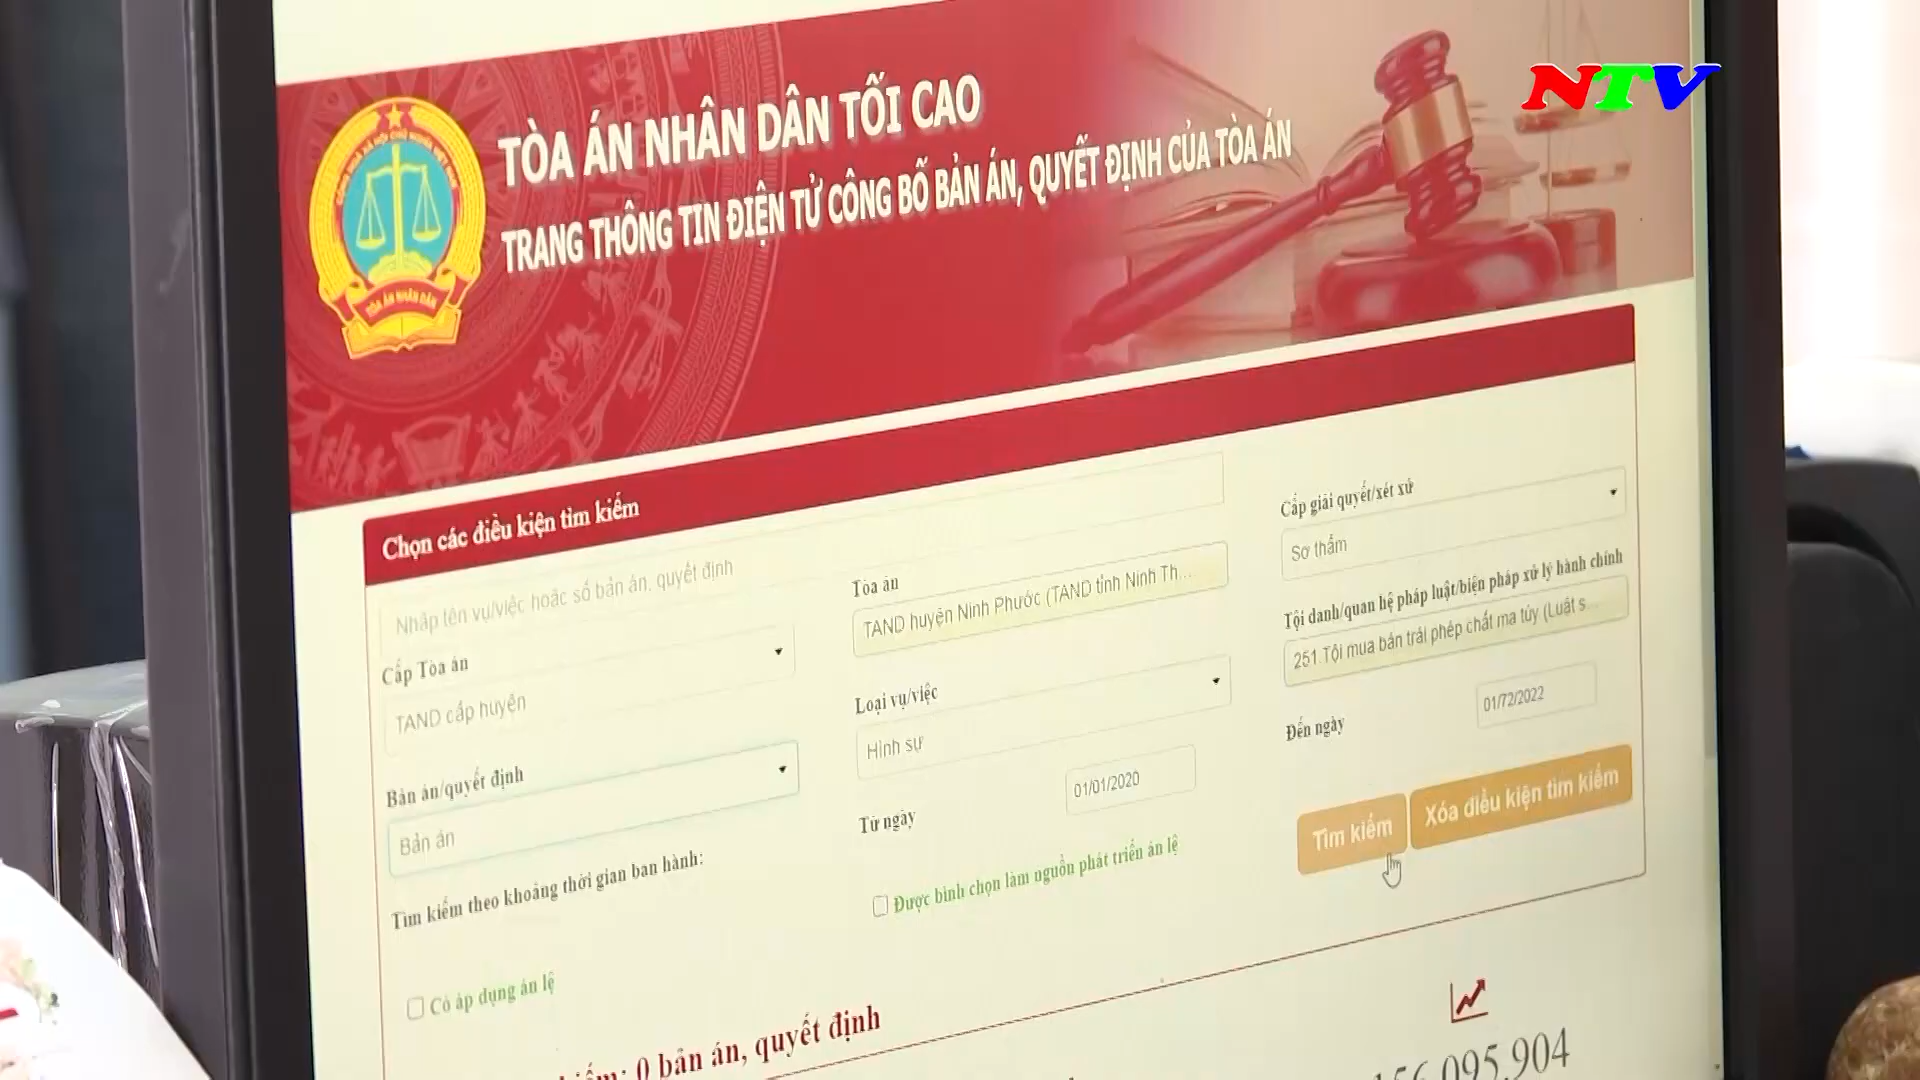 NTV
TÒA ÁN NHÂN DÂN TỐI CAO
TRANG THÔNG TIN ĐIỆN TỬ CÔNG BỐ BẢN ÁN, QUYẾT ĐỊNH CỦA TÒA ÁN
TÒA ÁN NHÂN DÂN
Chọn các điều kiện tìm kiếm
Nhập tên vụ/việc hoặc số bản án, quyết định
Cấp Tòa án
TAND cấp huyện
Bản án/quyết định
Bản án
Tìm kiếm theo khoảng thời gian ban hành:
Có áp dụng án lệ
Tòa án
TAND huyện Ninh Phước (TAND tỉnh Ninh Th...
Loại vụ/việc
Hình sự
Từ ngày
01/01/2020
Được bình chọn làm nguồn phát triển án lệ
Cấp giải quyết/xét xử
Sơ thẩm
Tội danh/quan hệ pháp luật/biện pháp xử lý hành chính
251 Tội mua bán trái phép chất ma túy (Luật s...
Đến ngày
01/72/2022
Tìm kiếm
Xóa điều kiện tìm kiếm
0 bản án, quyết định
56.095.904